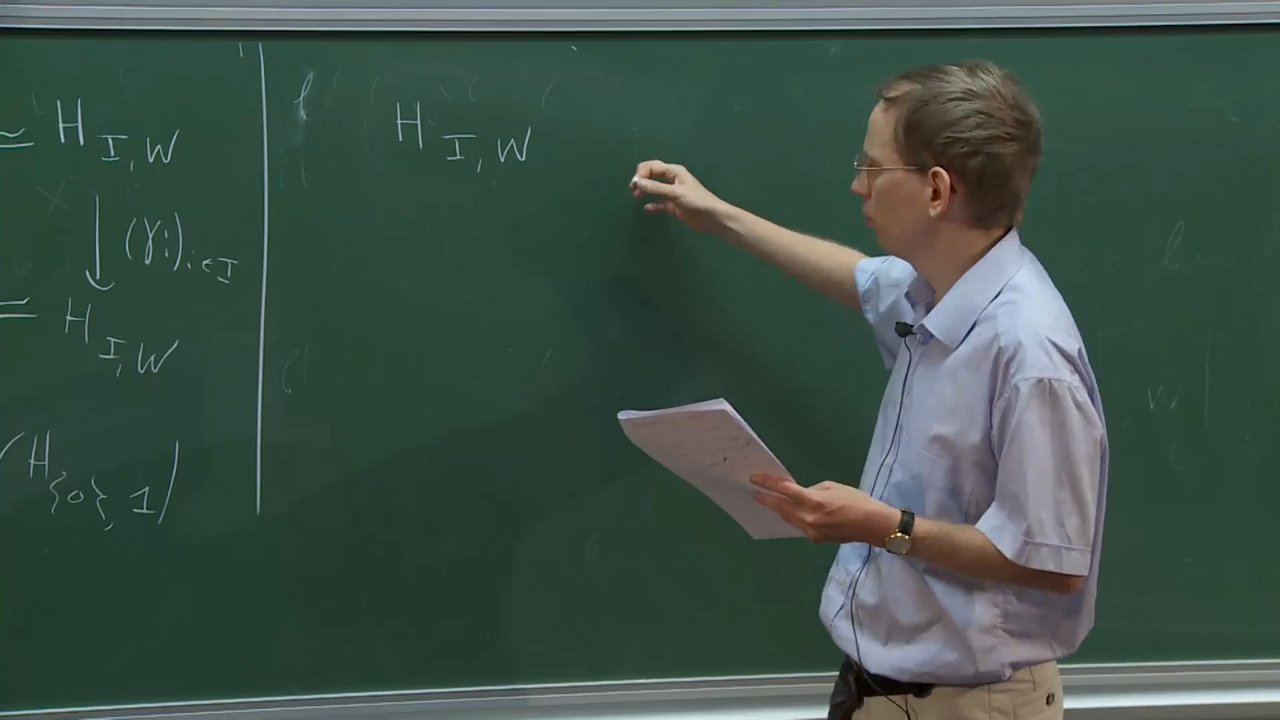 ≃ H_{I,W}
↓ (γ_i)_{i∈I}
= H_{I,W}
(H_{{0},1})
H_{I,W}